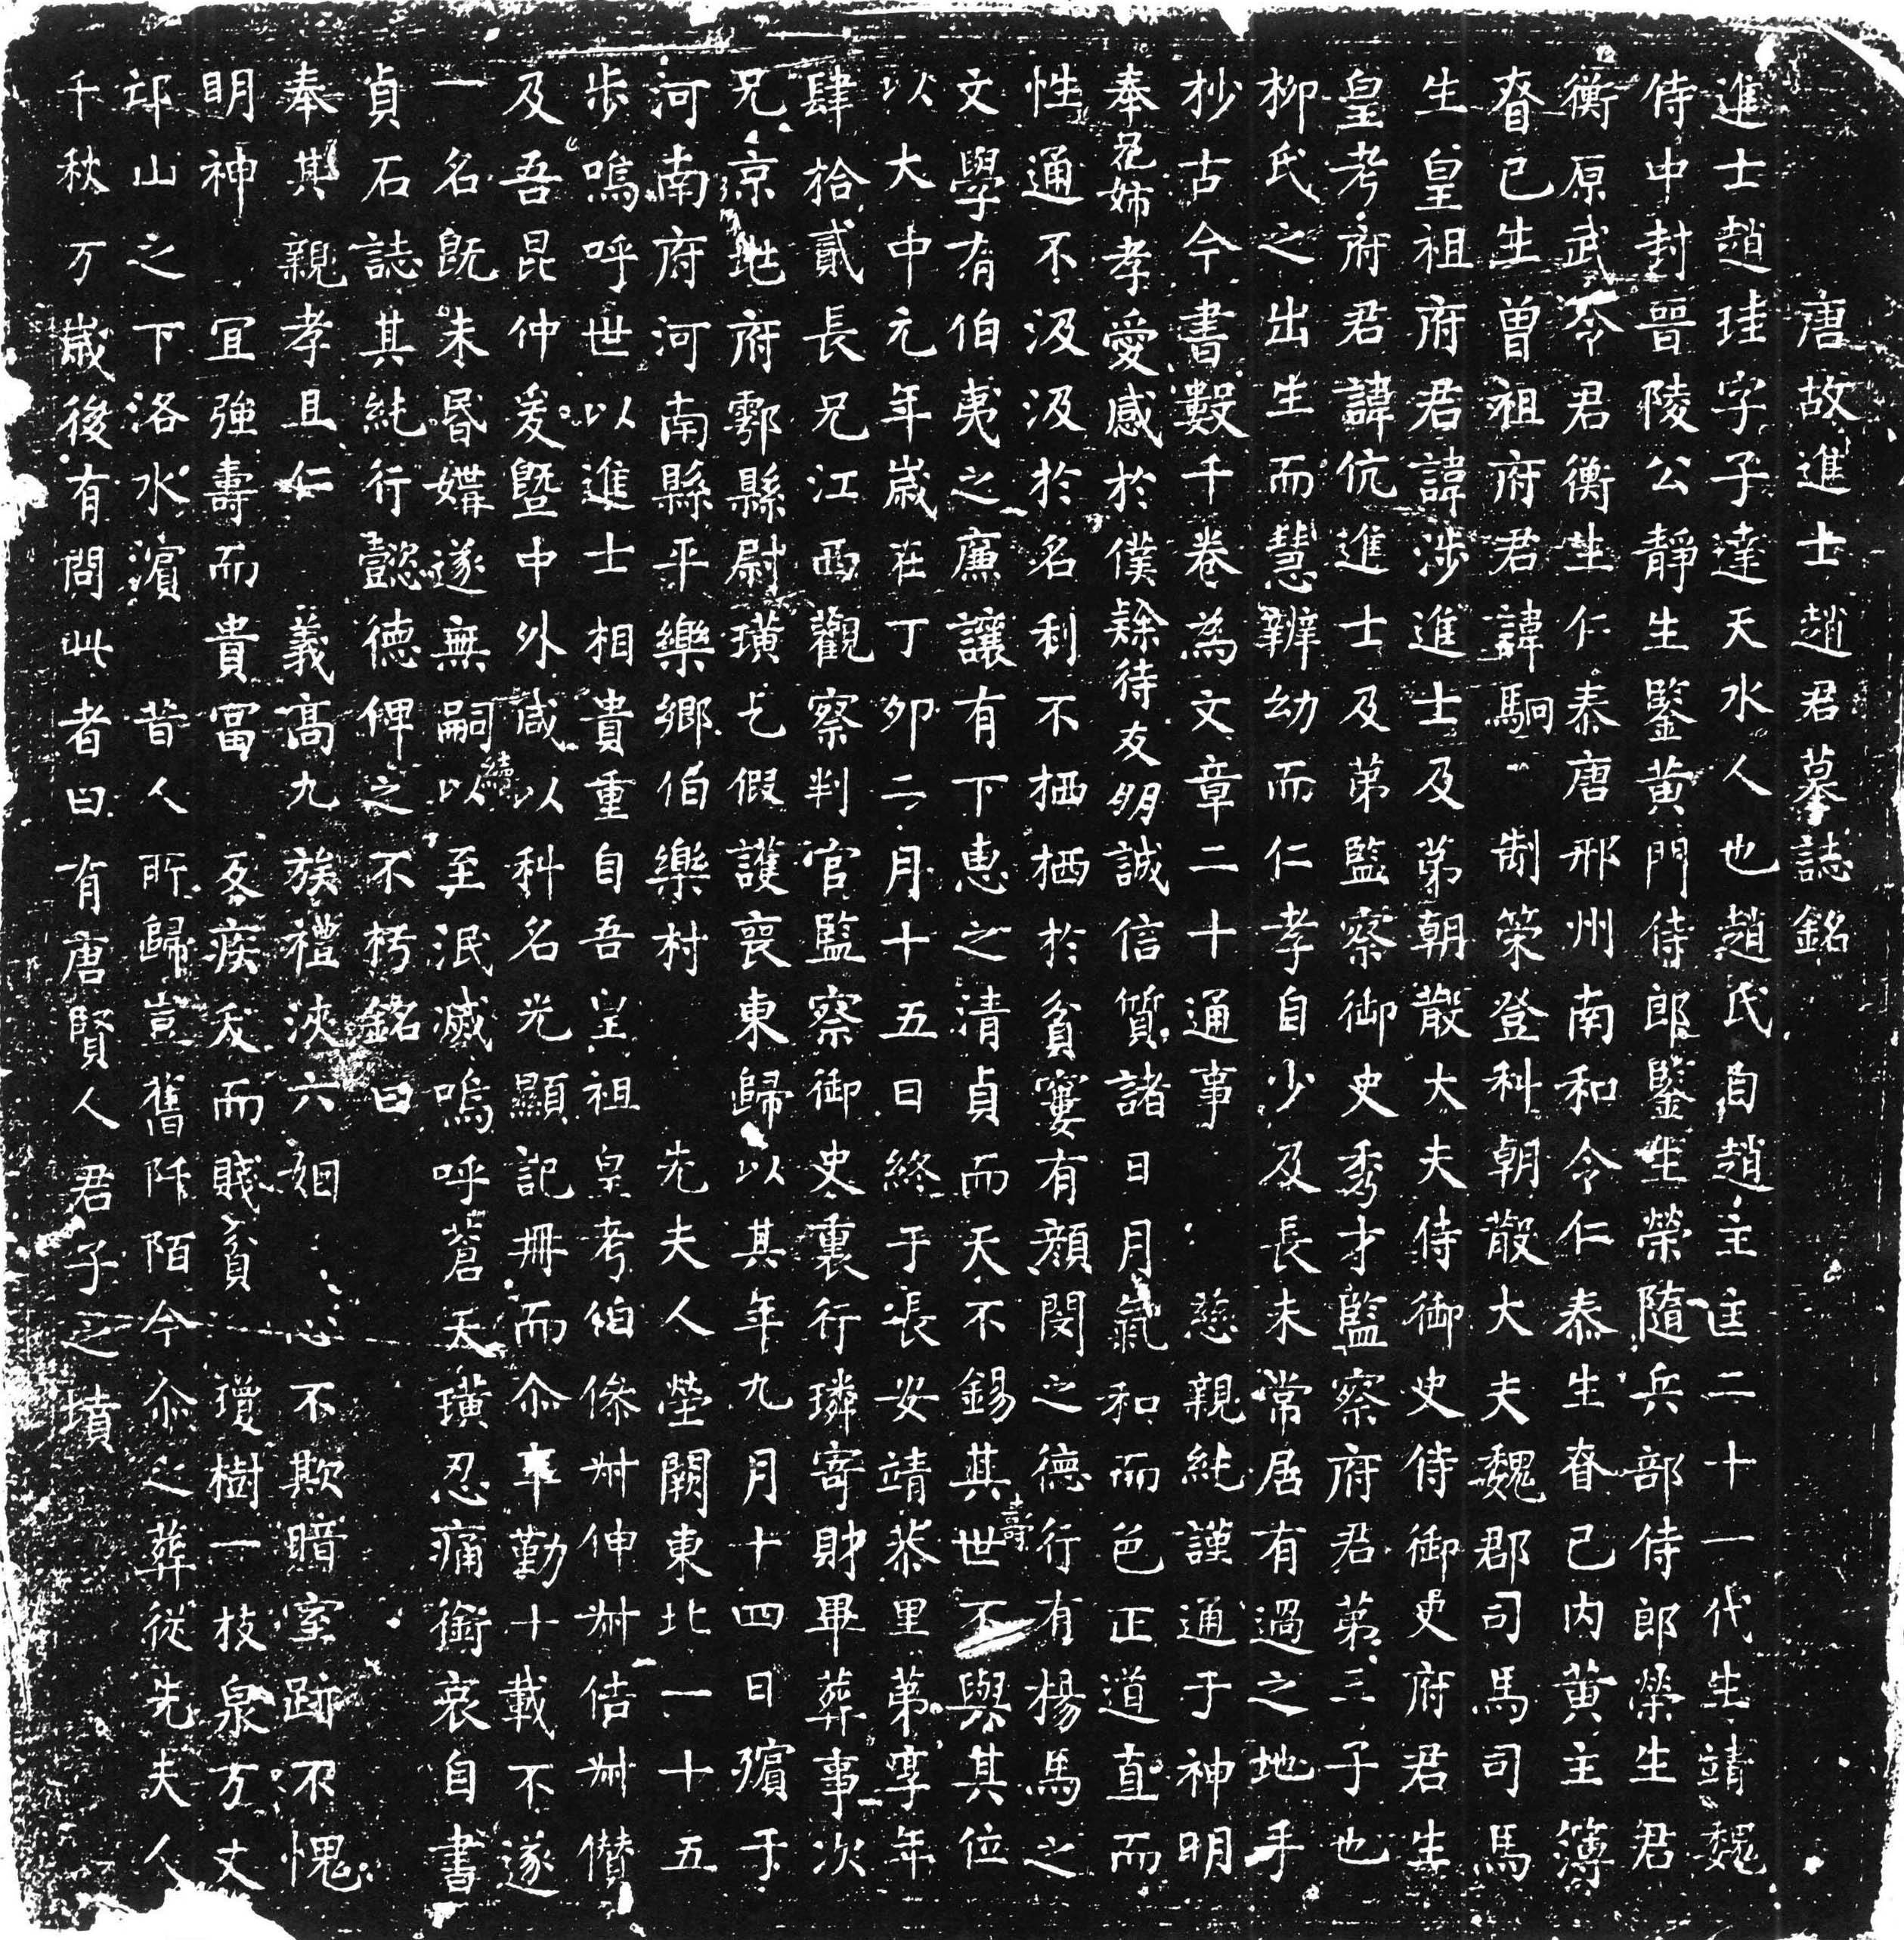 唐故進士趙君墓誌銘
進士趙珪字子達天水人也趙氏自趙主匡二十一代生靖魏
侍中封晉陵公靜生鑒黃門侍郎鑒生榮隨兵部侍郎榮生君
衡原武令君衡生仁泰唐邢州南和令仁泰生眘己內黃主簿
眘已生曾祖府君諱駉 制策登科朝散大夫魏郡司馬司馬
生皇祖府君諱涉進士及第朝散大夫侍御史侍御史府君生
皇考府君諱伉進士及第監察御史秀才監察府君第三子也
柳氏之出生而慧辯幼而仁孝自少及長未常居有過之地手
抄古今書數千卷為文章二十通事 慈親純謹通于神明
奉昆姊孝愛感於僕隸待友朋誠信質諸日月氣和而色正道直而
性通不汲汲於名利不栖栖於貧窶有顏閔之德行有楊馬之
文學有伯夷之廉讓有下惠之清貞而天不錫其壽世不與其位
以大中元年歲在丁卯二月十五日終于長安靖恭里第享年
肆拾貳長兄江西觀察判官監察御史裏行璘寄財畢葬事次
兄京地府鄠縣尉璜乞假護喪東歸以其年九月十四日殯于
河南府河南縣平樂鄉伯樂村 先夫人塋闕東北一十五
步嗚呼世以進士相貴重自吾皇祖皇考伯倐卅伸卅佶卅儧
及吾昆仲爰暨中外咸以科名光顯記冊而尒辛勤十載不遂
一名旣未昏媾遂無嗣續以至泯滅嗚呼蒼天璜忍痛銜哀自書
貞石誌其純行懿德俾之不朽銘曰
奉其親孝且仁 義高九族禮浹六姻 心不欺暗室跡不愧
明神 宜強壽而貴富 反疾夭而賤貧 瓊樹一枝泉方丈
邙山之下洛水濱 昔人所歸豈舊阡陌今尒之葬從先夫人
千秋万歲後有問此者曰有唐賢人君子之墳